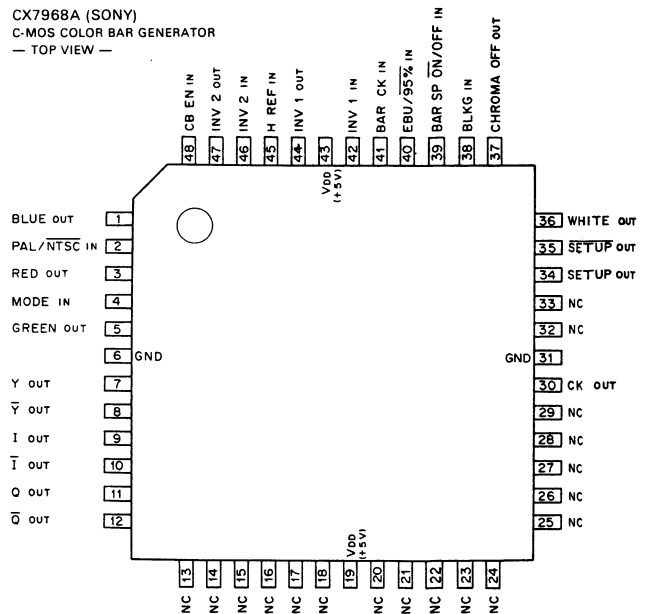 CX7968A (SONY)
C-MOS COLOR BAR GENERATOR
— TOP VIEW —
48 CB EN IN
47 INV 2 OUT
46 INV 2 IN
45 H REF IN
44 INV 1 OUT
43 VDD (+5V)
42 INV 1 IN
41 BAR CK IN
40 EBU/9̅5̅%̅ IN
39 BAR SP O̅N̅/OFF IN
38 BLKG IN
37 CHROMA OFF OUT
BLUE OUT 1
PAL/N̅T̅S̅C̅ IN 2
RED OUT 3
MODE IN 4
GREEN OUT 5
6 GND
Y OUT 7
Y̅ OUT 8
I OUT 9
I̅ OUT 10
Q OUT 11
Q̅ OUT 12
36 WHITE OUT
35 S̅E̅T̅U̅P̅ OUT
34 SETUP OUT
33 NC
32 NC
GND 31
30 CK OUT
29 NC
28 NC
27 NC
26 NC
25 NC
13 NC
14 NC
15 NC
16 NC
17 NC
18 NC
19 VDD (+5V)
20 NC
21 NC
22 NC
23 NC
24 NC